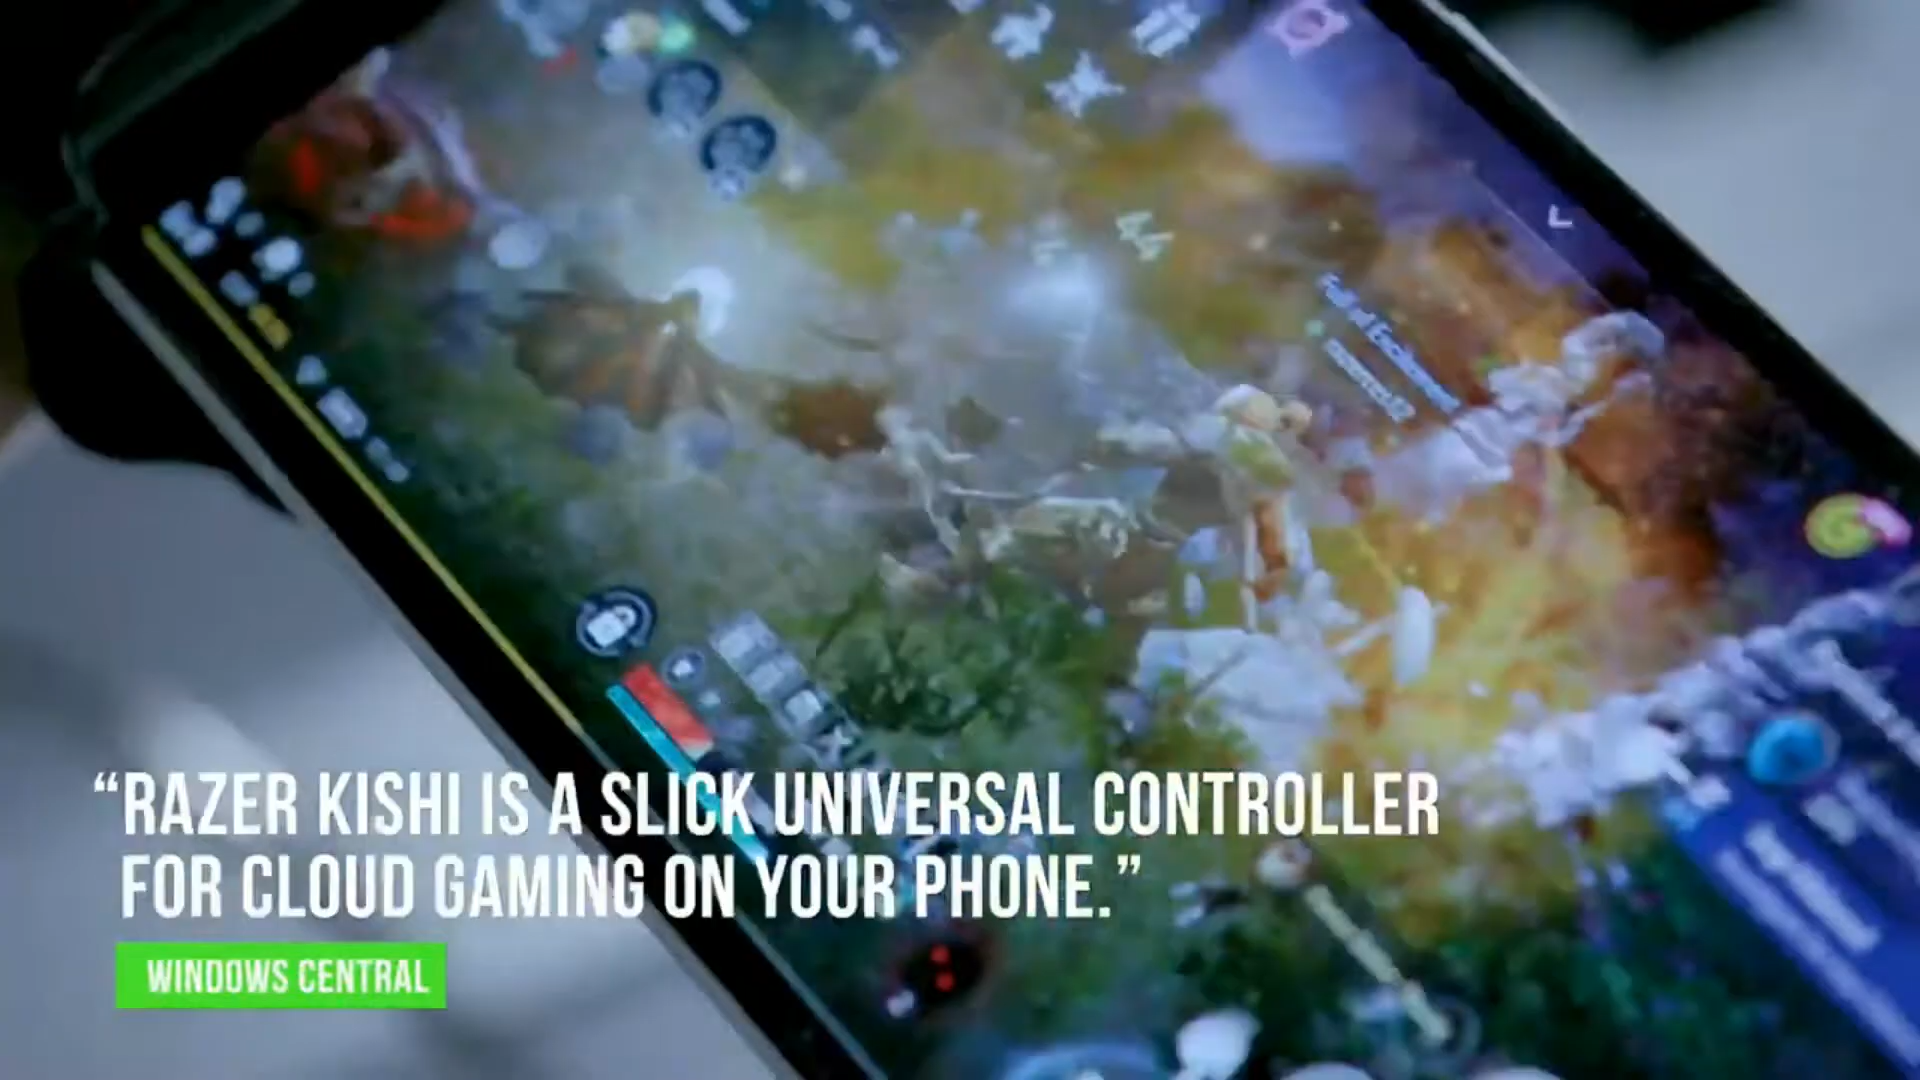 “RAZER KISHI IS A SLICK UNIVERSAL CONTROLLER
FOR CLOUD GAMING ON YOUR PHONE.”
WINDOWS CENTRAL